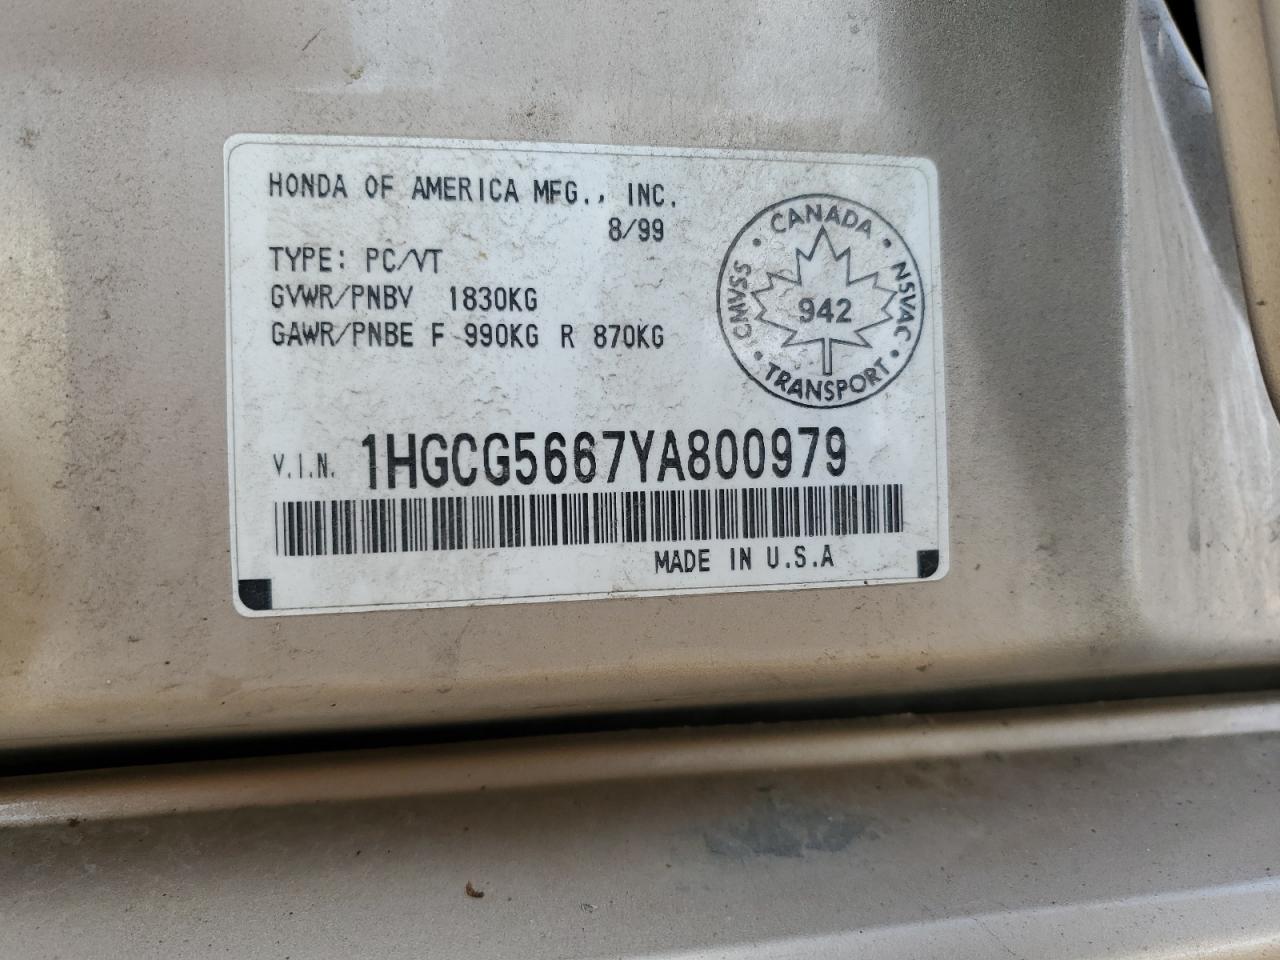 HONDA OF AMERICA MFG., INC.
8/99
TYPE: PC/VT
GVWR/PNBV 1830KG
GAWR/PNBE F 990KG R 870KG
CANADA
CMVSS
942
NSVAC
TRANSPORT
V.I.N. 1HGCG5667YA800979
MADE IN U.S.A